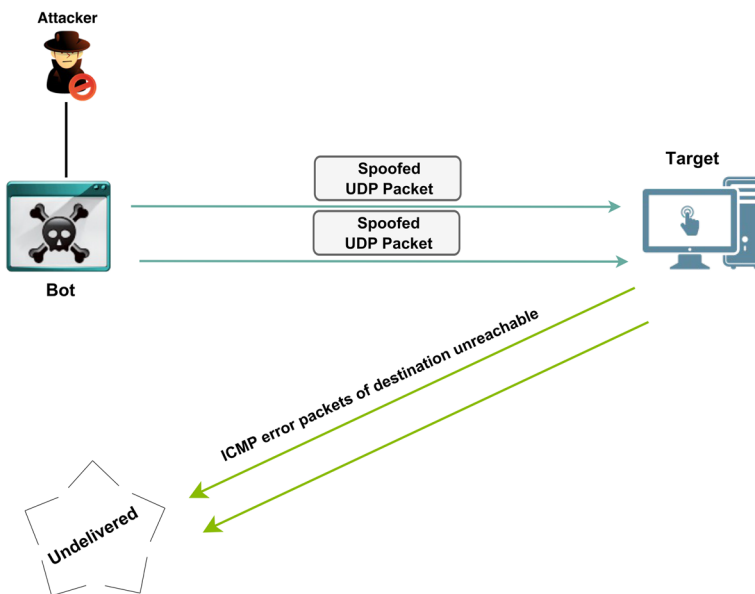 Attacker
Spoofed
UDP Packet
Target
Spoofed
UDP Packet
Bot
ICMP error packets of destination unreachable
Undelivered